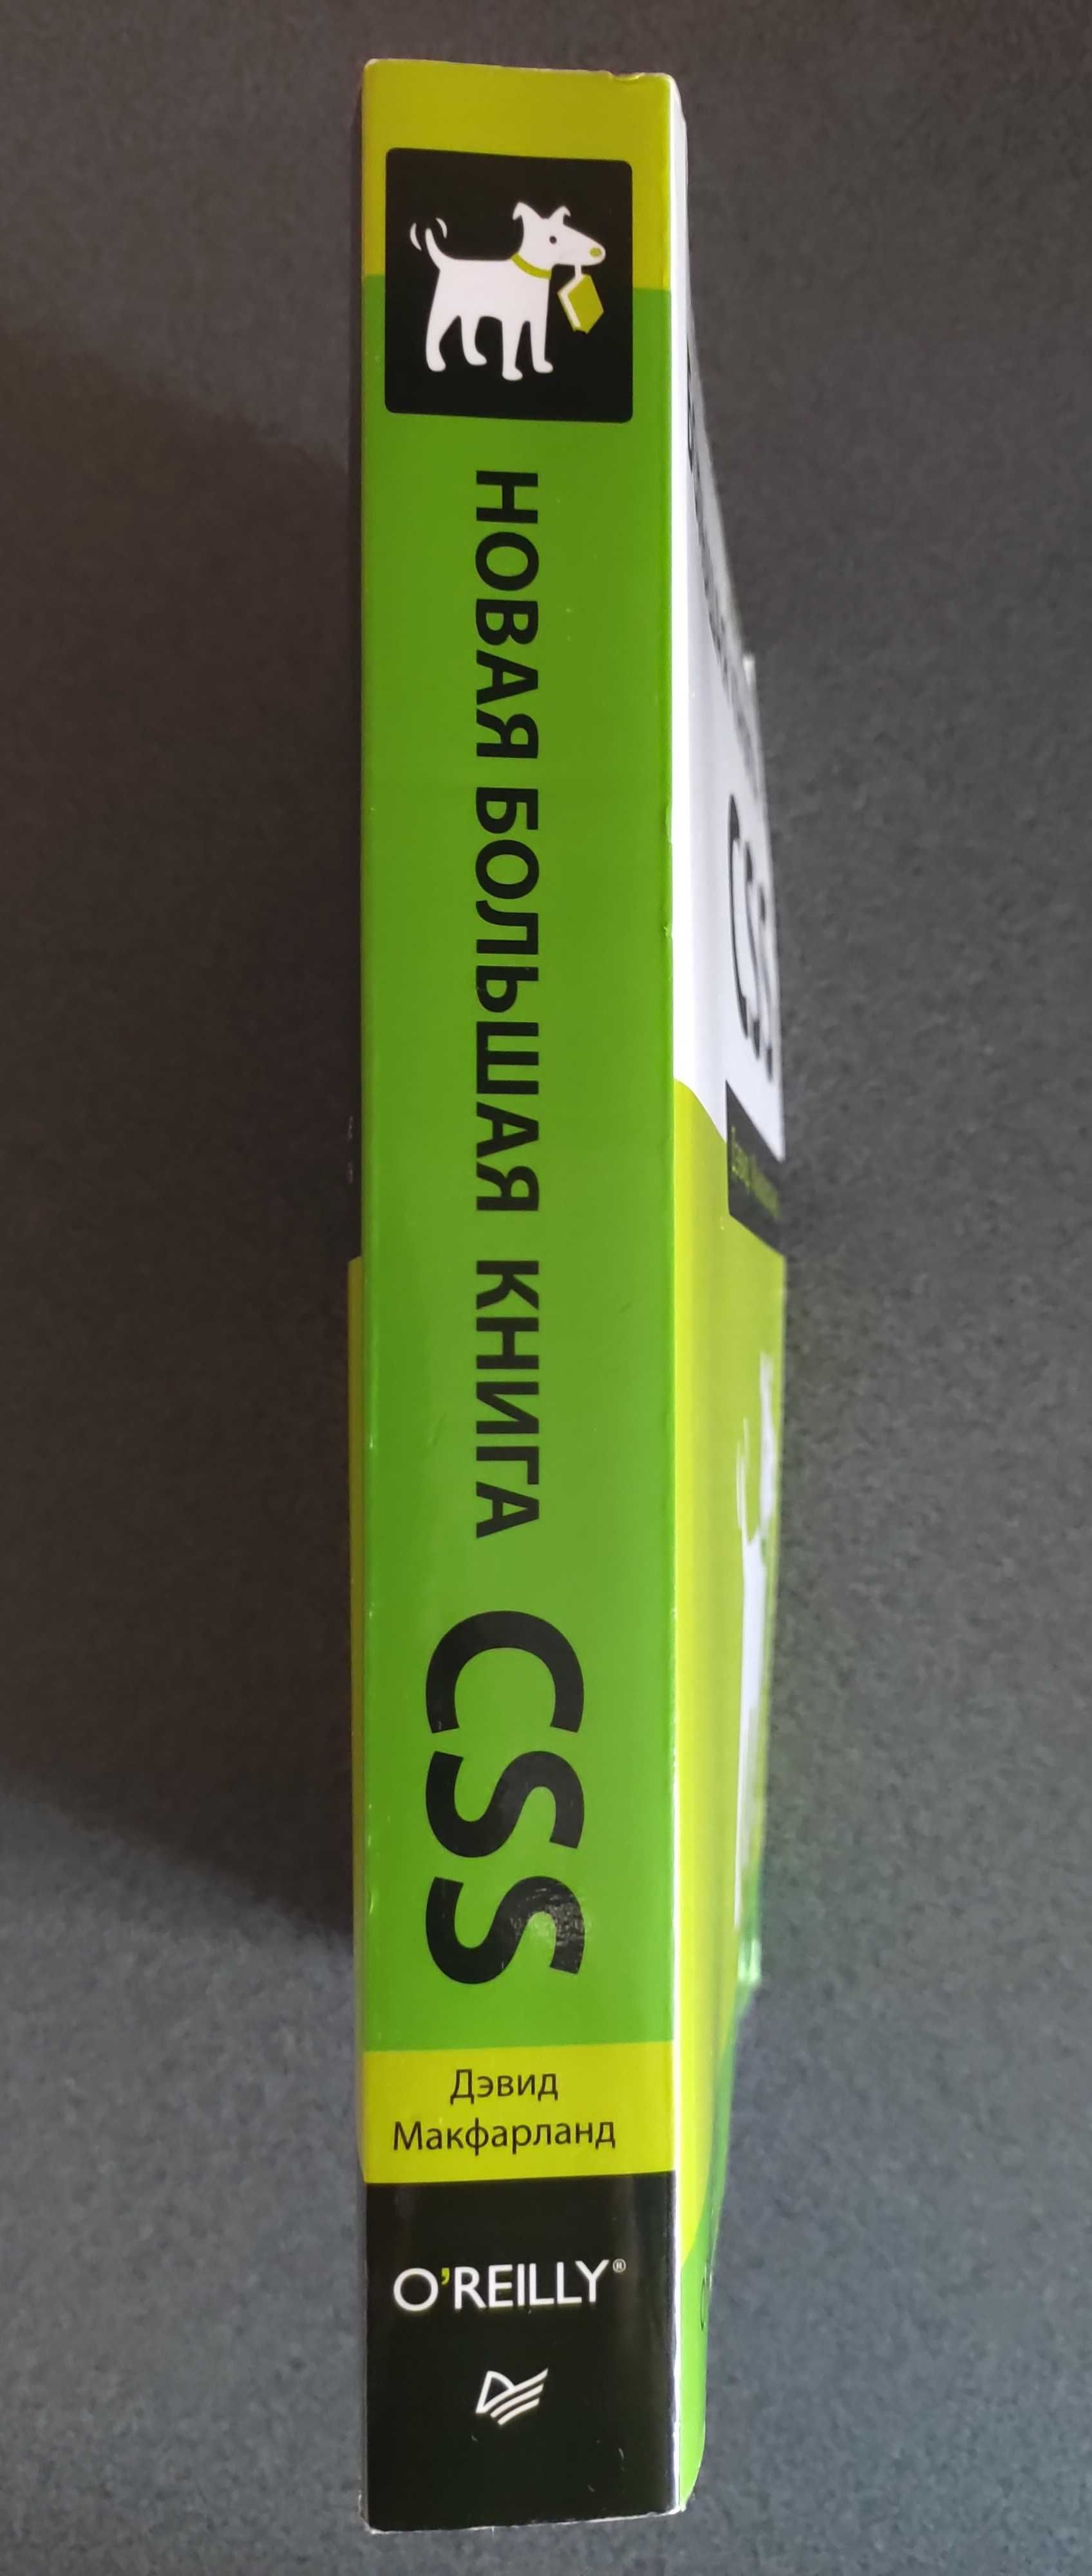 НОВАЯ БОЛЬШАЯ КНИГА
CSS
Дэвид
Макфарланд
O'REILLY®